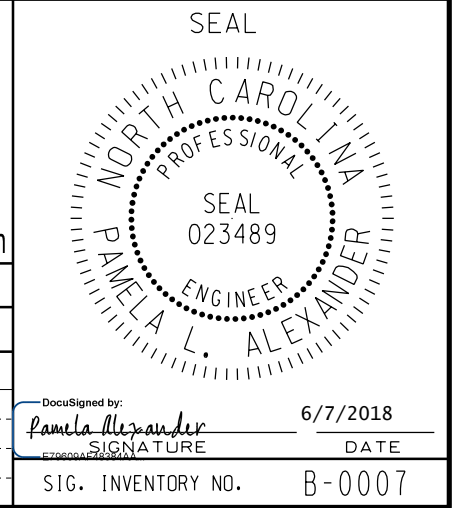 SEAL
NORTH CAROLINA
PROFESSIONAL
SEAL
023489
ENGINEER
PAMELA L. ALEXANDER
DocuSigned by:
Pamela Alexander 6/7/2018
SIGNATURE DATE
E79609AF48384AA...
SIG. INVENTORY NO. B-0007